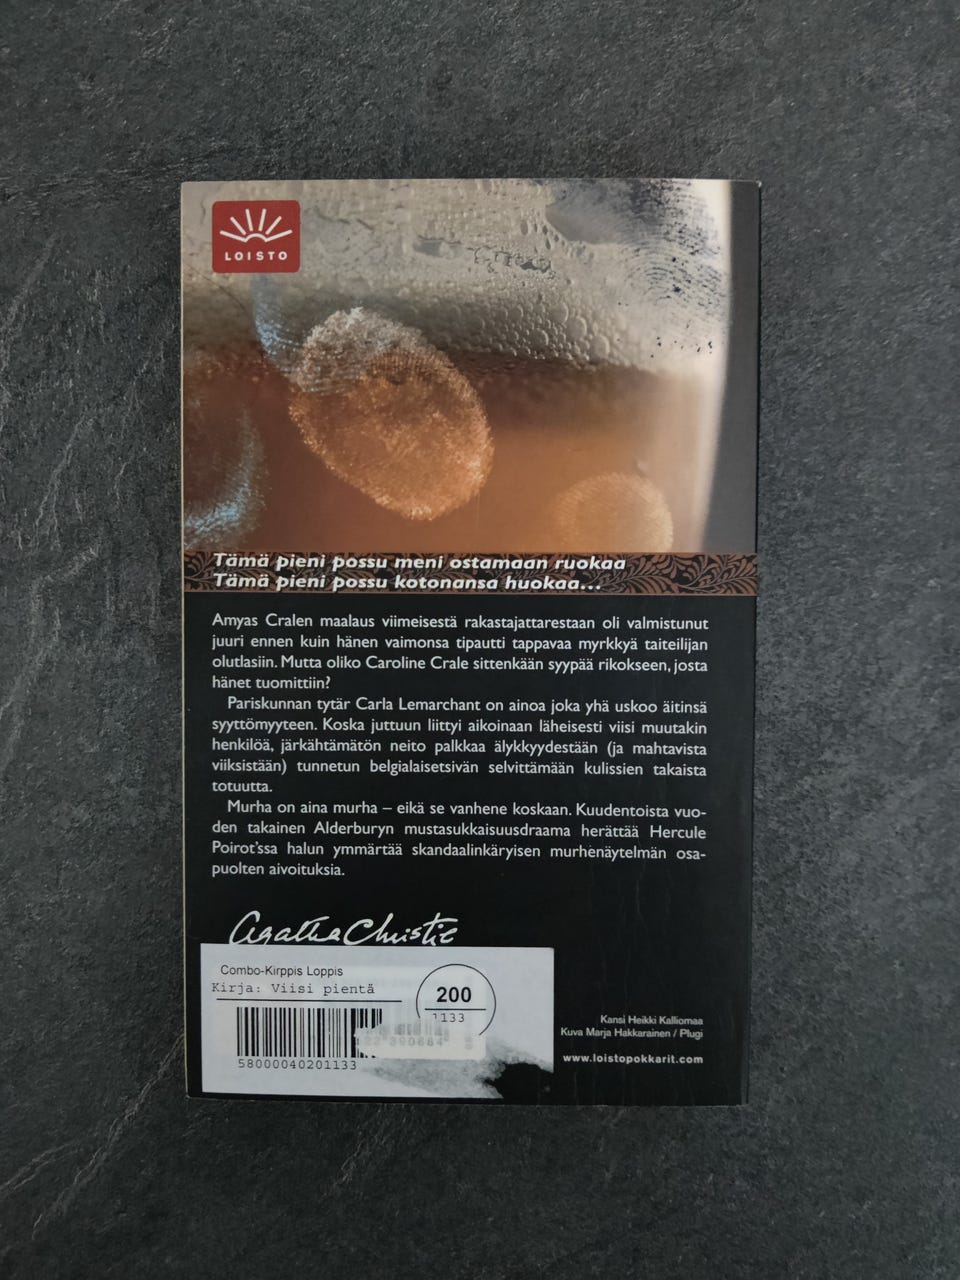 LOISTO
Tämä pieni possu meni ostamaan ruokaa
Tämä pieni possu kotonansa huokaa...
Amyas Cralen maalaus viimeisestä rakastajattarestaan oli valmistunut
juuri ennen kuin hänen vaimonsa tipautti tappavaa myrkkyä taiteilijan
olutlasiin. Mutta oliko Caroline Crale sittenkään syypää rikokseen, josta
hänet tuomittiin?
Pariskunnan tytär Carla Lemarchant on ainoa joka yhä uskoo äitinsä
syyttömyyteen. Koska juttuun liittyi aikoinaan läheisesti viisi muutakin
henkilöä, järkähtämätön neito palkkaa älykkyydestään (ja mahtavista
viiksistään) tunnetun belgialaisetsivän selvittämään kulissien takaista
totuutta.
Murha on aina murha – eikä se vanhene koskaan. Kuudentoista vuo-
den takainen Alderburyn mustasukkaisuusdraama herättää Hercule
Poirot'ssa halun ymmärtää skandaalinkäryisen murhenäytelmän osa-
puolten aivoituksia.
Agatha Christie
Combo-Kirppis Loppis
Kirja: Viisi pientä
200
1133
58000040201133
Kansi Heikki Kalliomaa
Kuva Marja Hakkarainen / Plugi
www.loistopokkarit.com